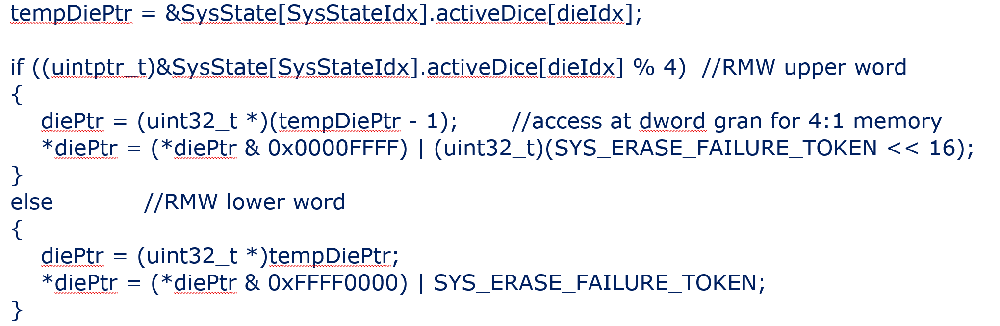 tempDiePtr = &SysState[SysStateIdx].activeDice[dieIdx];
if ((uintptr_t)&SysState[SysStateIdx].activeDice[dieIdx] % 4) //RMW upper word
{
diePtr = (uint32_t *)(tempDiePtr - 1); //access at dword gran for 4:1 memory
*diePtr = (*diePtr & 0x0000FFFF) | (uint32_t)(SYS_ERASE_FAILURE_TOKEN << 16);
}
else //RMW lower word
{
diePtr = (uint32_t *)tempDiePtr;
*diePtr = (*diePtr & 0xFFFF0000) | SYS_ERASE_FAILURE_TOKEN;
}